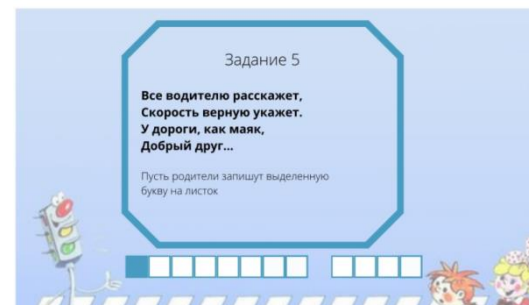 Задание 5
Все водителю расскажет,
Скорость верную укажет.
У дороги, как маяк,
Добрый друг...
Пусть родители запишут выделенную
букву на листок